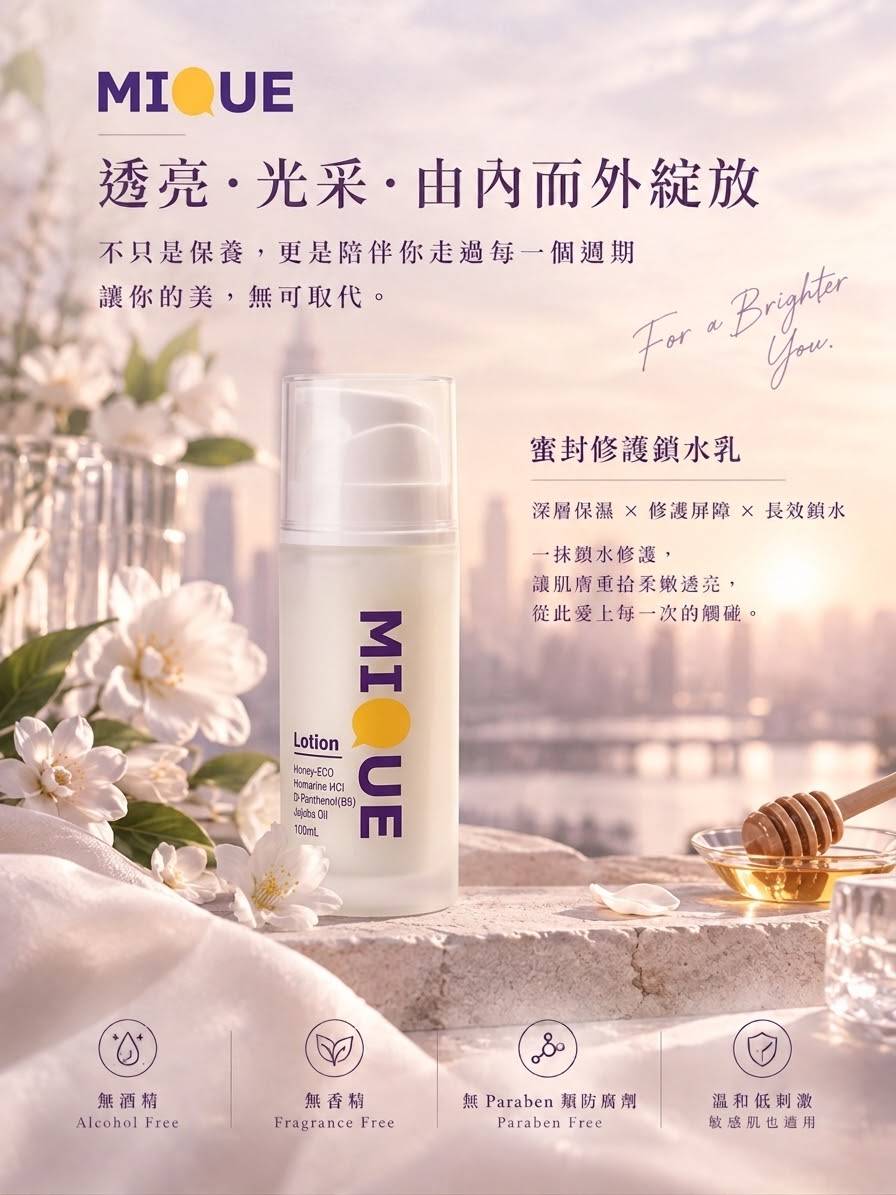 MIQUE
透亮·光采·由內而外綻放
不只是保養，更是陪伴你走過每一個週期
讓你的美，無可取代。
For a Brighter
You.
蜜封修護鎖水乳
深層保濕 × 修護屏障 × 長效鎖水
一抹鎖水修護，
讓肌膚重拾柔嫩透亮，
從此愛上每一次的觸碰。
MIQUE
Lotion
Honey-ECO
Homarine HCl
D-Panthenol(B5)
Jojoba Oil
100mL
無酒精
Alcohol Free
無香精
Fragrance Free
無 Paraben 類防腐劑
Paraben Free
溫和低刺激
敏感肌也適用